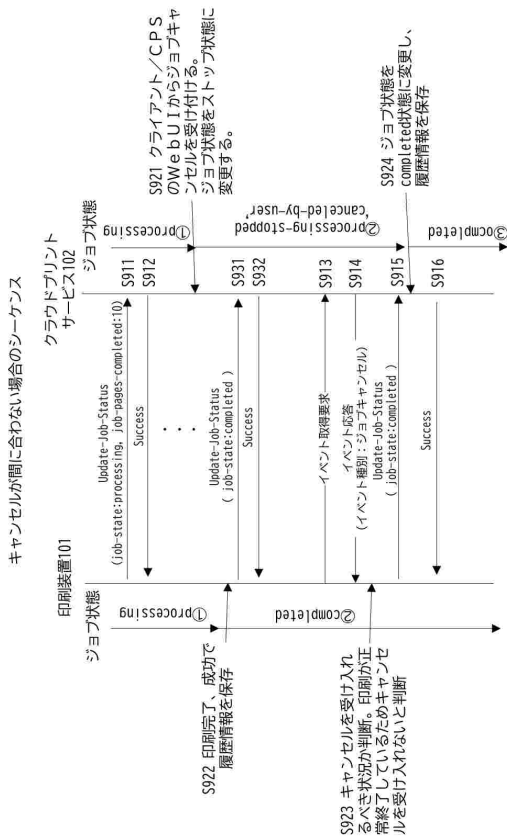 キャンセルが間に合わない場合のシーケンス
印刷装置101
クラウドプリント
サービス102
ジョブ状態
ジョブ状態
①processing
①processing
Update-Job-Status
(job-state:processing, job-pages-completed:10)
S911
Success
S912
・・・
S921 クライアント/CPS
のWebUIからジョブキャ
ンセルを受け付ける。
ジョブ状態をストップ状態に
変更する。
S922 印刷完了、成功で
履歴情報を保存
②completed
②processing-stopped
'canceled-by-user'
Update-Job-Status
( job-state:completed )
S931
Success
S932
イベント取得要求
S913
イベント応答
(イベント種別:ジョブキャンセル)
S914
S923 キャンセルを受け入れ
るべき状況か判断。印刷が正
常終了しているためキャンセ
ルを受け入れないと判断
Update-Job-Status
( job-state:completed )
S915
Success
S916
S924 ジョブ状態を
completed状態に変更し、
履歴情報を保存
③completed